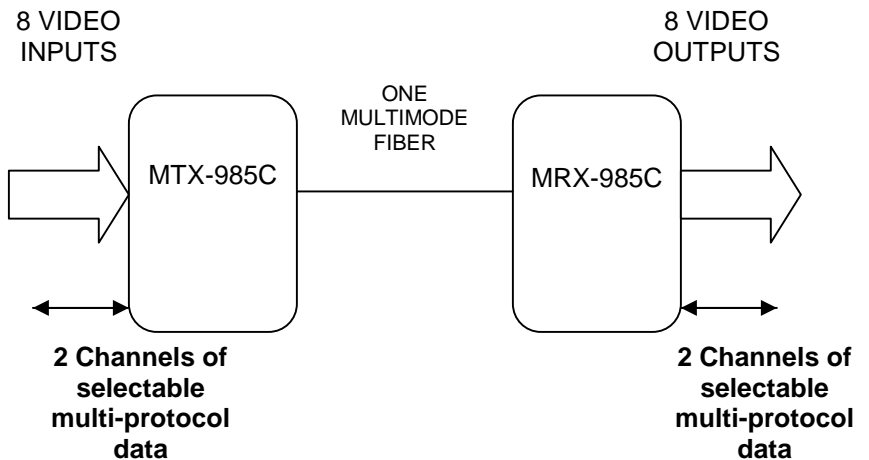 8 VIDEO
INPUTS
8 VIDEO
OUTPUTS
ONE
MULTIMODE
FIBER
MTX-985C
MRX-985C
2 Channels of
selectable
multi-protocol
data
2 Channels of
selectable
multi-protocol
data